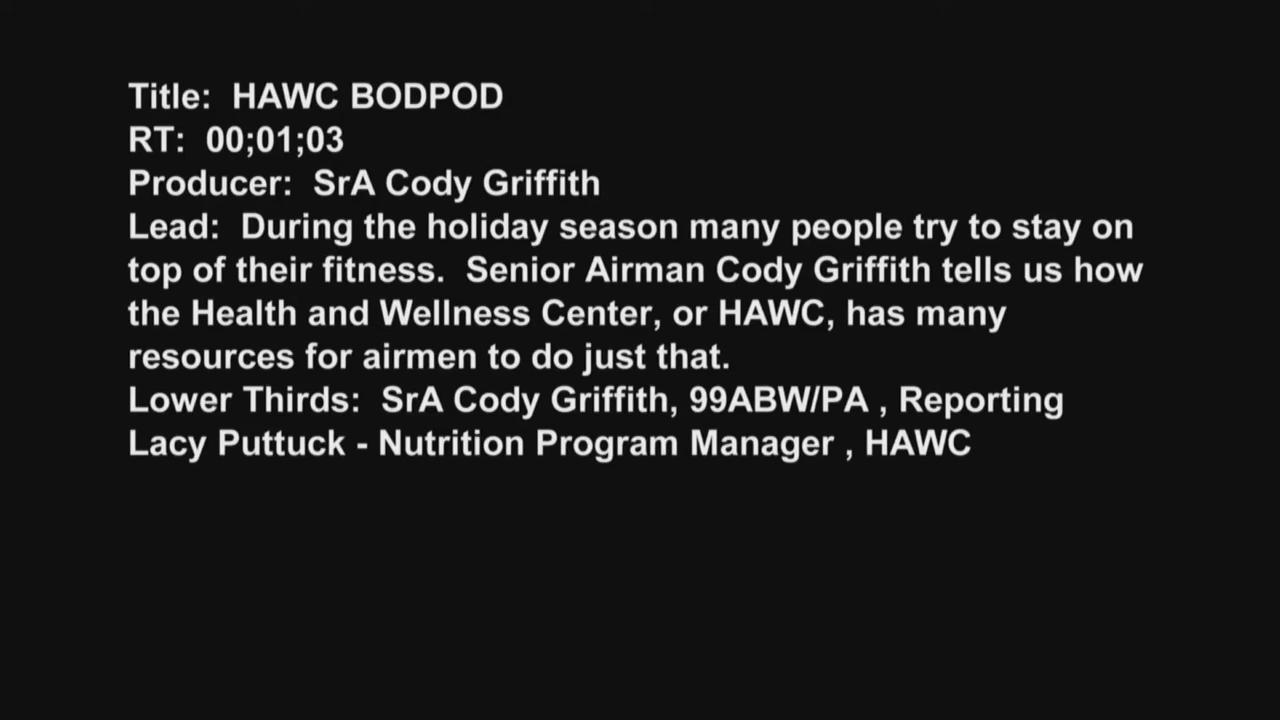 Title:  HAWC BODPOD
RT:  00;01;03
Producer:  SrA Cody Griffith
Lead:  During the holiday season many people try to stay on
top of their fitness.  Senior Airman Cody Griffith tells us how
the Health and Wellness Center, or HAWC, has many
resources for airmen to do just that.
Lower Thirds:  SrA Cody Griffith, 99ABW/PA , Reporting
Lacy Puttuck - Nutrition Program Manager , HAWC